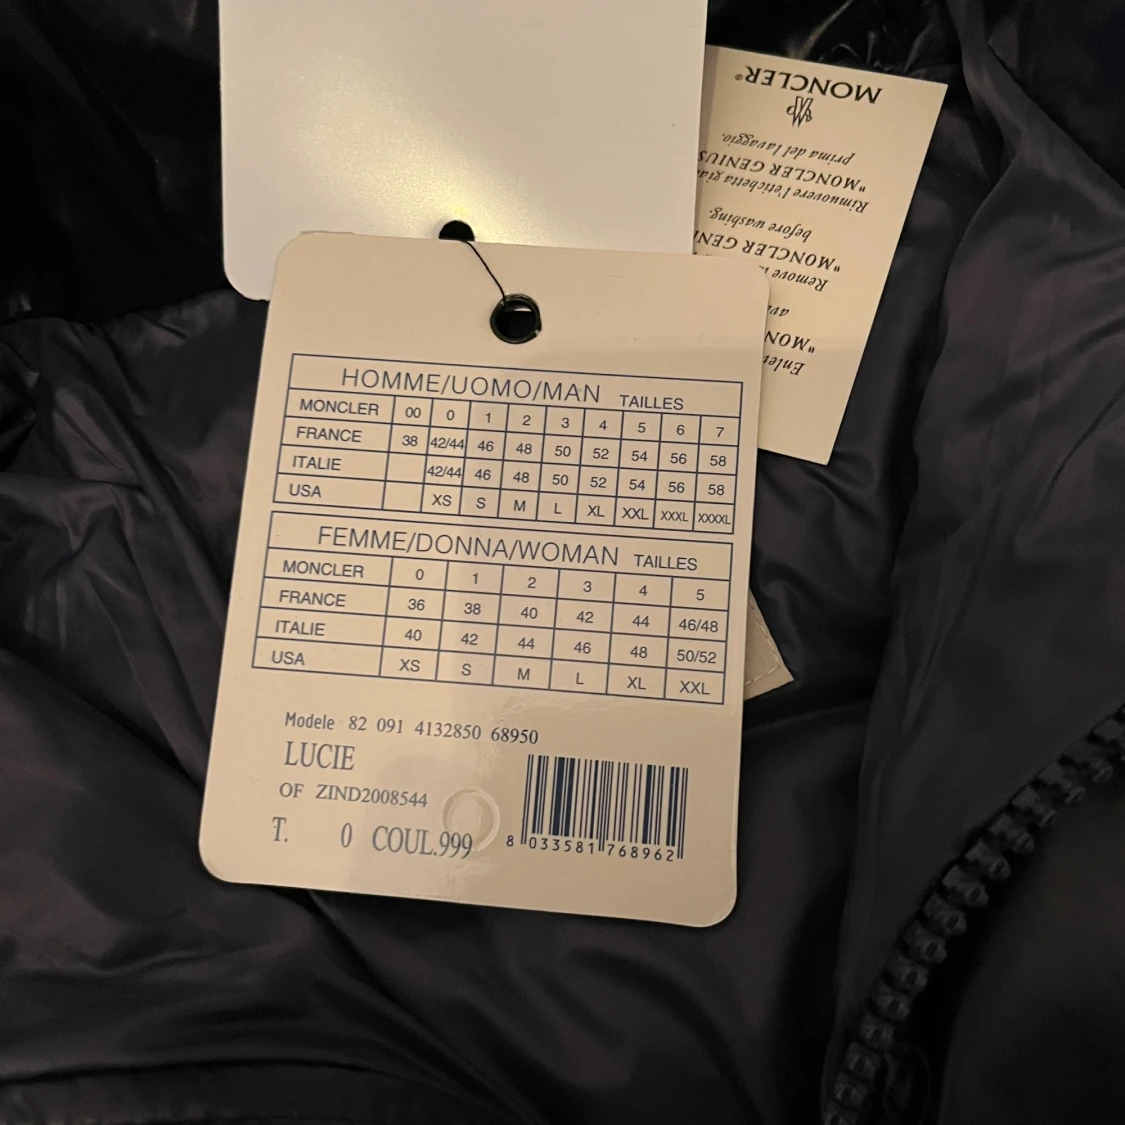 HOMME/UOMO/MAN TAILLES
MONCLER 00 0 1 2 3 4 5 6 7
FRANCE 38 42/44 46 48 50 52 54 56 58
ITALIE 42/44 46 48 50 52 54 56 58
USA XS S M L XL XXL XXXL XXXXL
FEMME/DONNA/WOMAN TAILLES
MONCLER 0 1 2 3 4 5
FRANCE 36 38 40 42 44 46/48
ITALIE 40 42 44 46 48 50/52
USA XS S M L XL XXL
Modele 82 091 4132850 68950
LUCIE
OF ZIND2008544
T. 0 COUL.999
8 033581 768962
"MON
Remove
"MONCLER GEN
before washing.
Rimuovere l'etichetta
"MONCLER GENIUS
prima del lavaggio.
MONCLER®